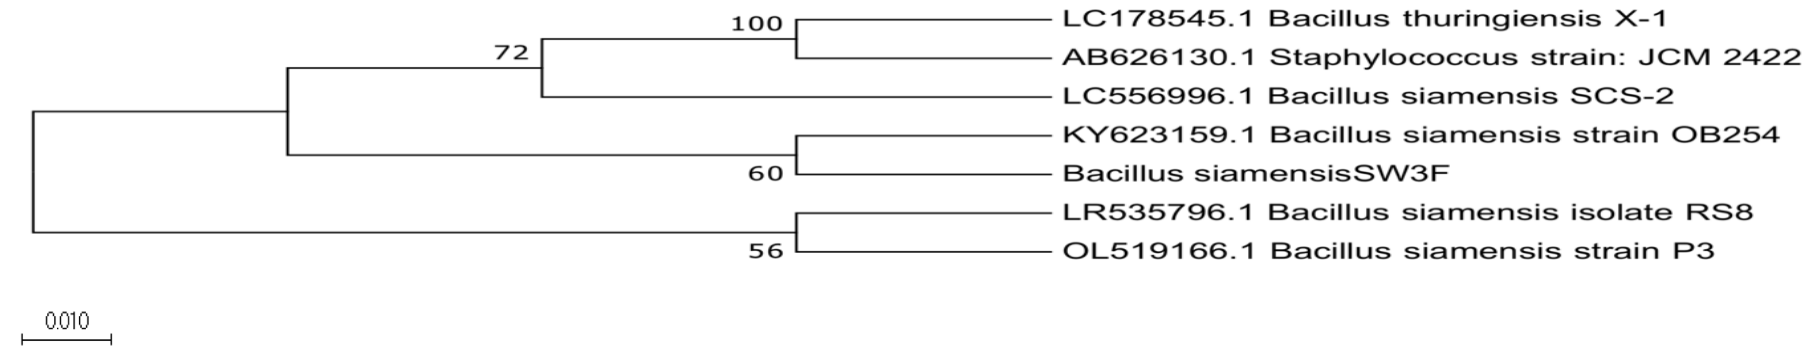 100
LC178545.1 Bacillus thuringiensis X-1
72
AB626130.1 Staphylococcus strain: JCM 2422
LC556996.1 Bacillus siamensis SCS-2
KY623159.1 Bacillus siamensis strain OB254
60
Bacillus siamensisSW3F
LR535796.1 Bacillus siamensis isolate RS8
56
OL519166.1 Bacillus siamensis strain P3
0.010